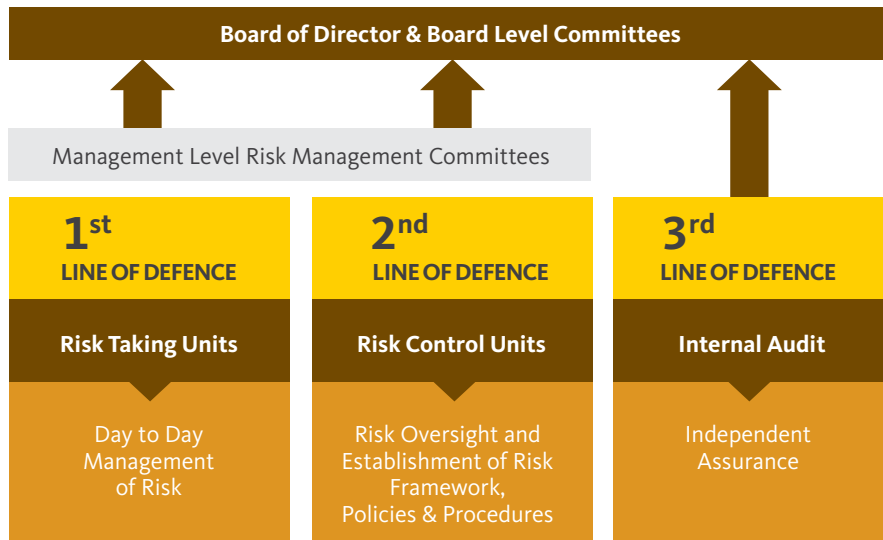 Board of Director & Board Level Committees
Management Level Risk Management Committees
1st
LINE OF DEFENCE
Risk Taking Units
Day to Day
Management
of Risk
2nd
LINE OF DEFENCE
Risk Control Units
Risk Oversight and
Establishment of Risk
Framework,
Policies & Procedures
3rd
LINE OF DEFENCE
Internal Audit
Independent
Assurance